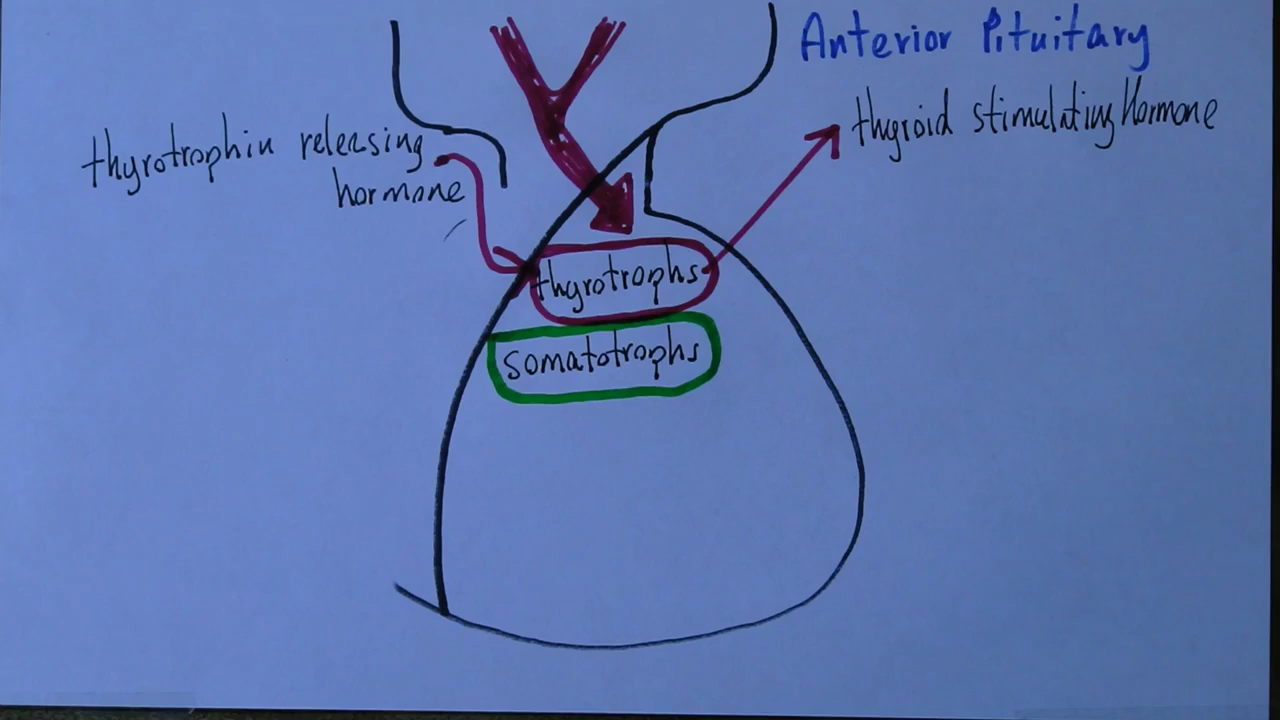 Anterior Pituitary
thyroid stimulating Hormone
thyrotrophin releasing
hormone
thyrotrophs
somatotrophs